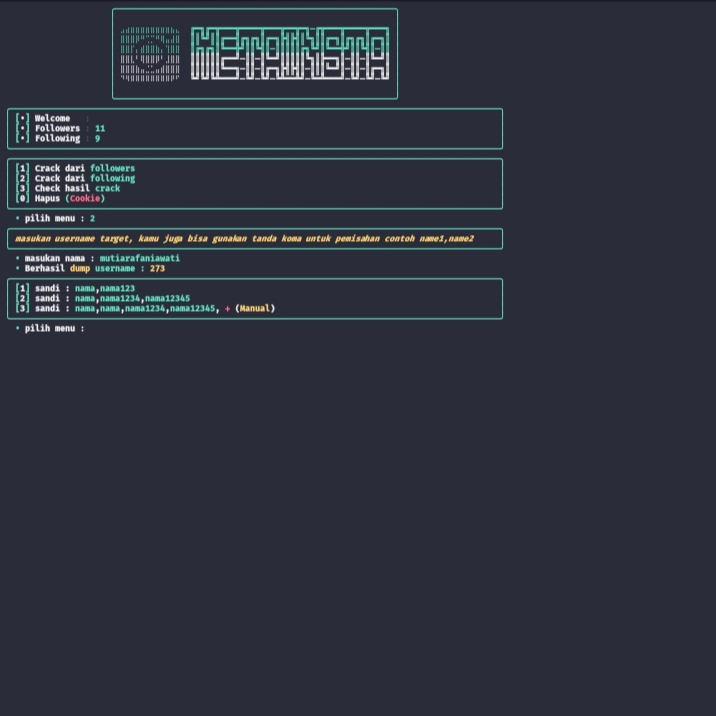 [•] Welcome :
[•] Followers : 11
[•] Following : 9
[1] Crack dari followers
[2] Crack dari following
[3] Check hasil crack
[0] Hapus (Cookie)
• pilih menu : 2
masukan username target, kamu juga bisa gunakan tanda koma untuk pemisahan contoh name1,name2
• masukan nama : mutiarafaniawati
• Berhasil dump username : 273
[1] sandi : nama,nama123
[2] sandi : nama,nama1234,nama12345
[3] sandi : nama,nama,nama1234,nama12345, + (Manual)
• pilih menu :